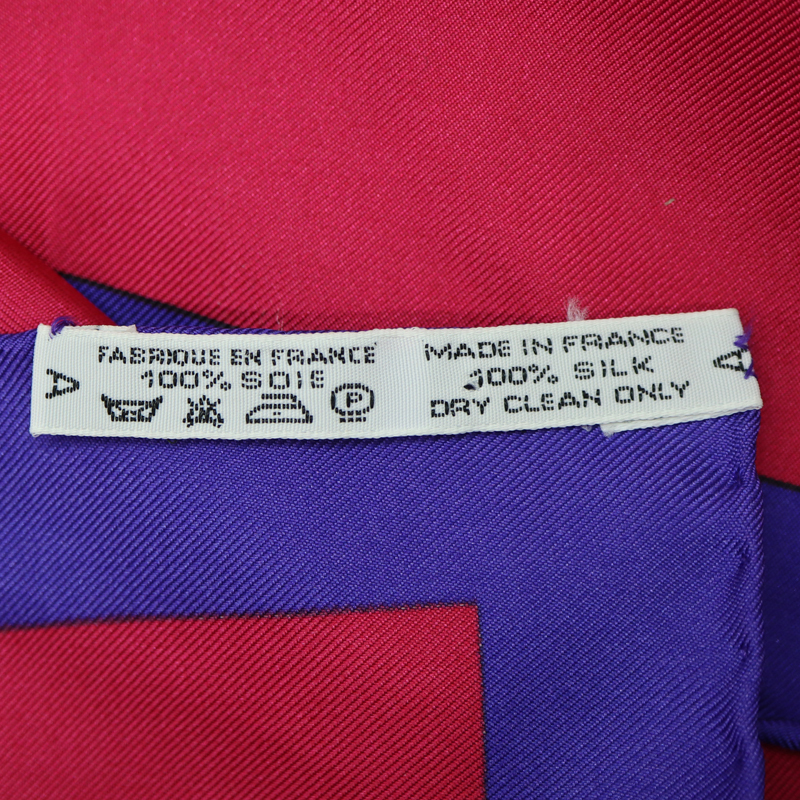 A
FABRIQUE EN FRANCE
100% SOIE
P
MADE IN FRANCE
100% SILK
DRY CLEAN ONLY
A